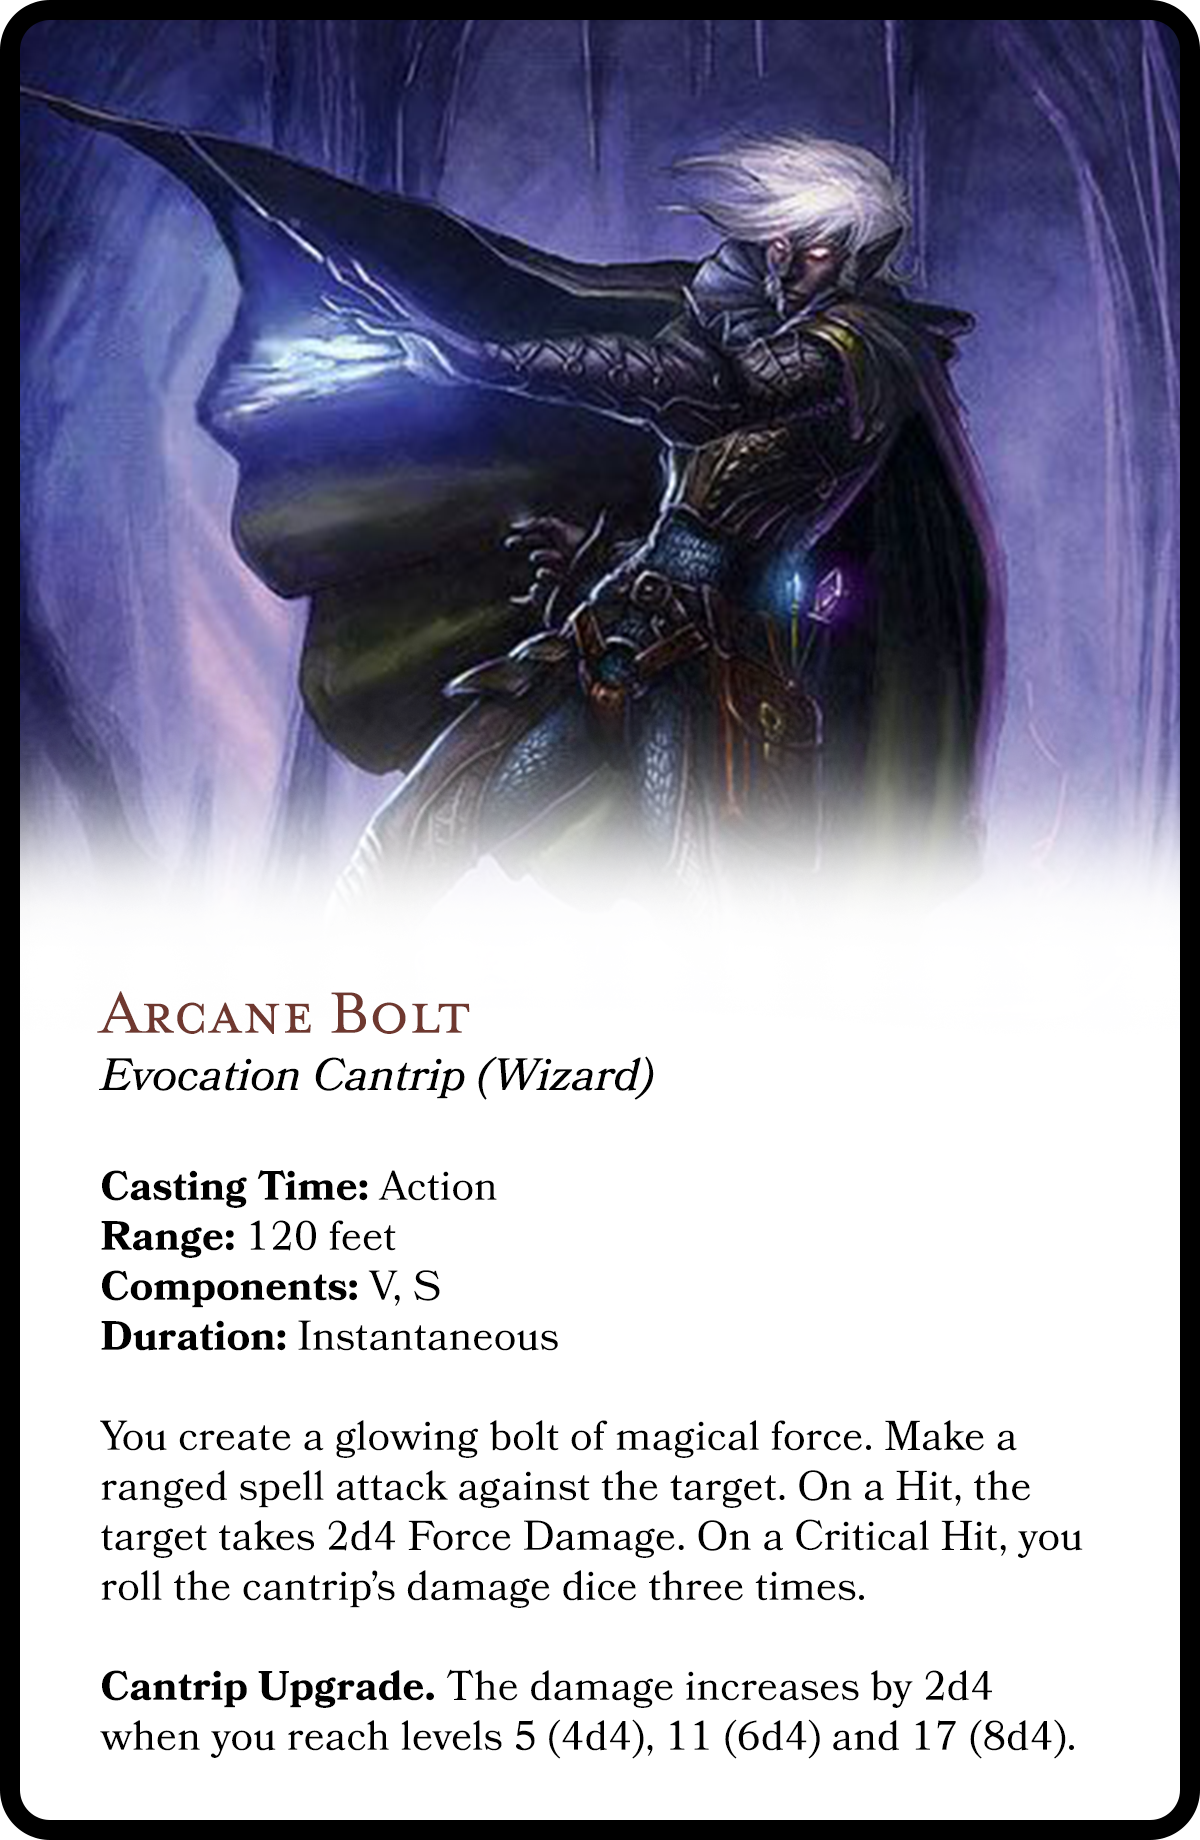 Arcane Bolt
Evocation Cantrip (Wizard)
Casting Time: Action
Range: 120 feet
Components: V, S
Duration: Instantaneous
You create a glowing bolt of magical force. Make a
ranged spell attack against the target. On a Hit, the
target takes 2d4 Force Damage. On a Critical Hit, you
roll the cantrip’s damage dice three times.
Cantrip Upgrade. The damage increases by 2d4
when you reach levels 5 (4d4), 11 (6d4) and 17 (8d4).